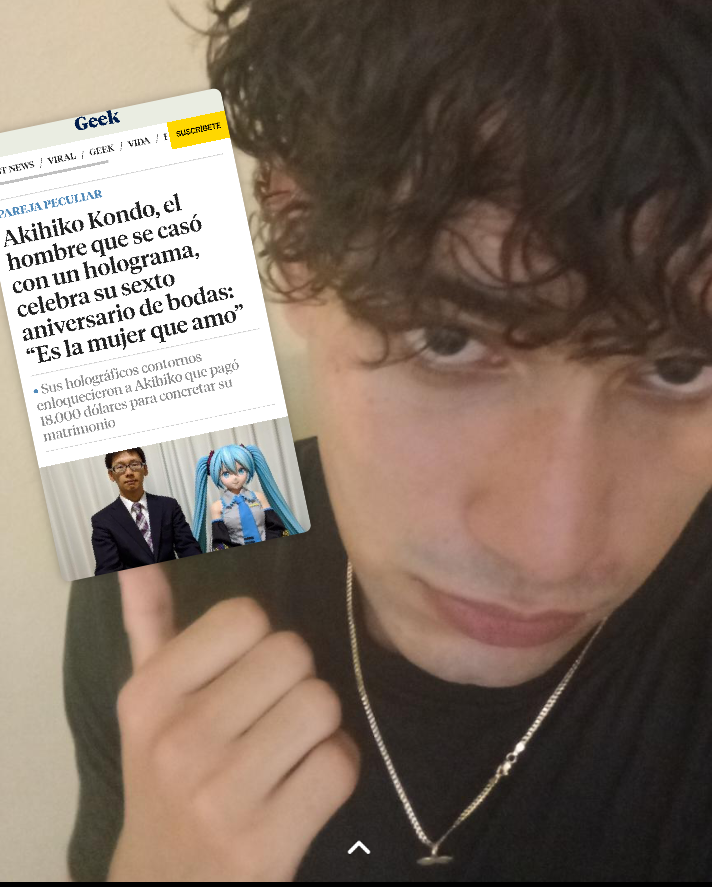 Geek
NEWS / VIRAL / GEEK / VIDA /
SUSCRÍBETE
PAREJA PECULIAR
Akihiko Kondo, el
hombre que se casó
con un holograma,
celebra su sexto
aniversario de bodas:
“Es la mujer que amo”
• Sus holográficos contornos
enloquecieron a Akihiko que pagó
18.000 dólares para concretar su
matrimonio